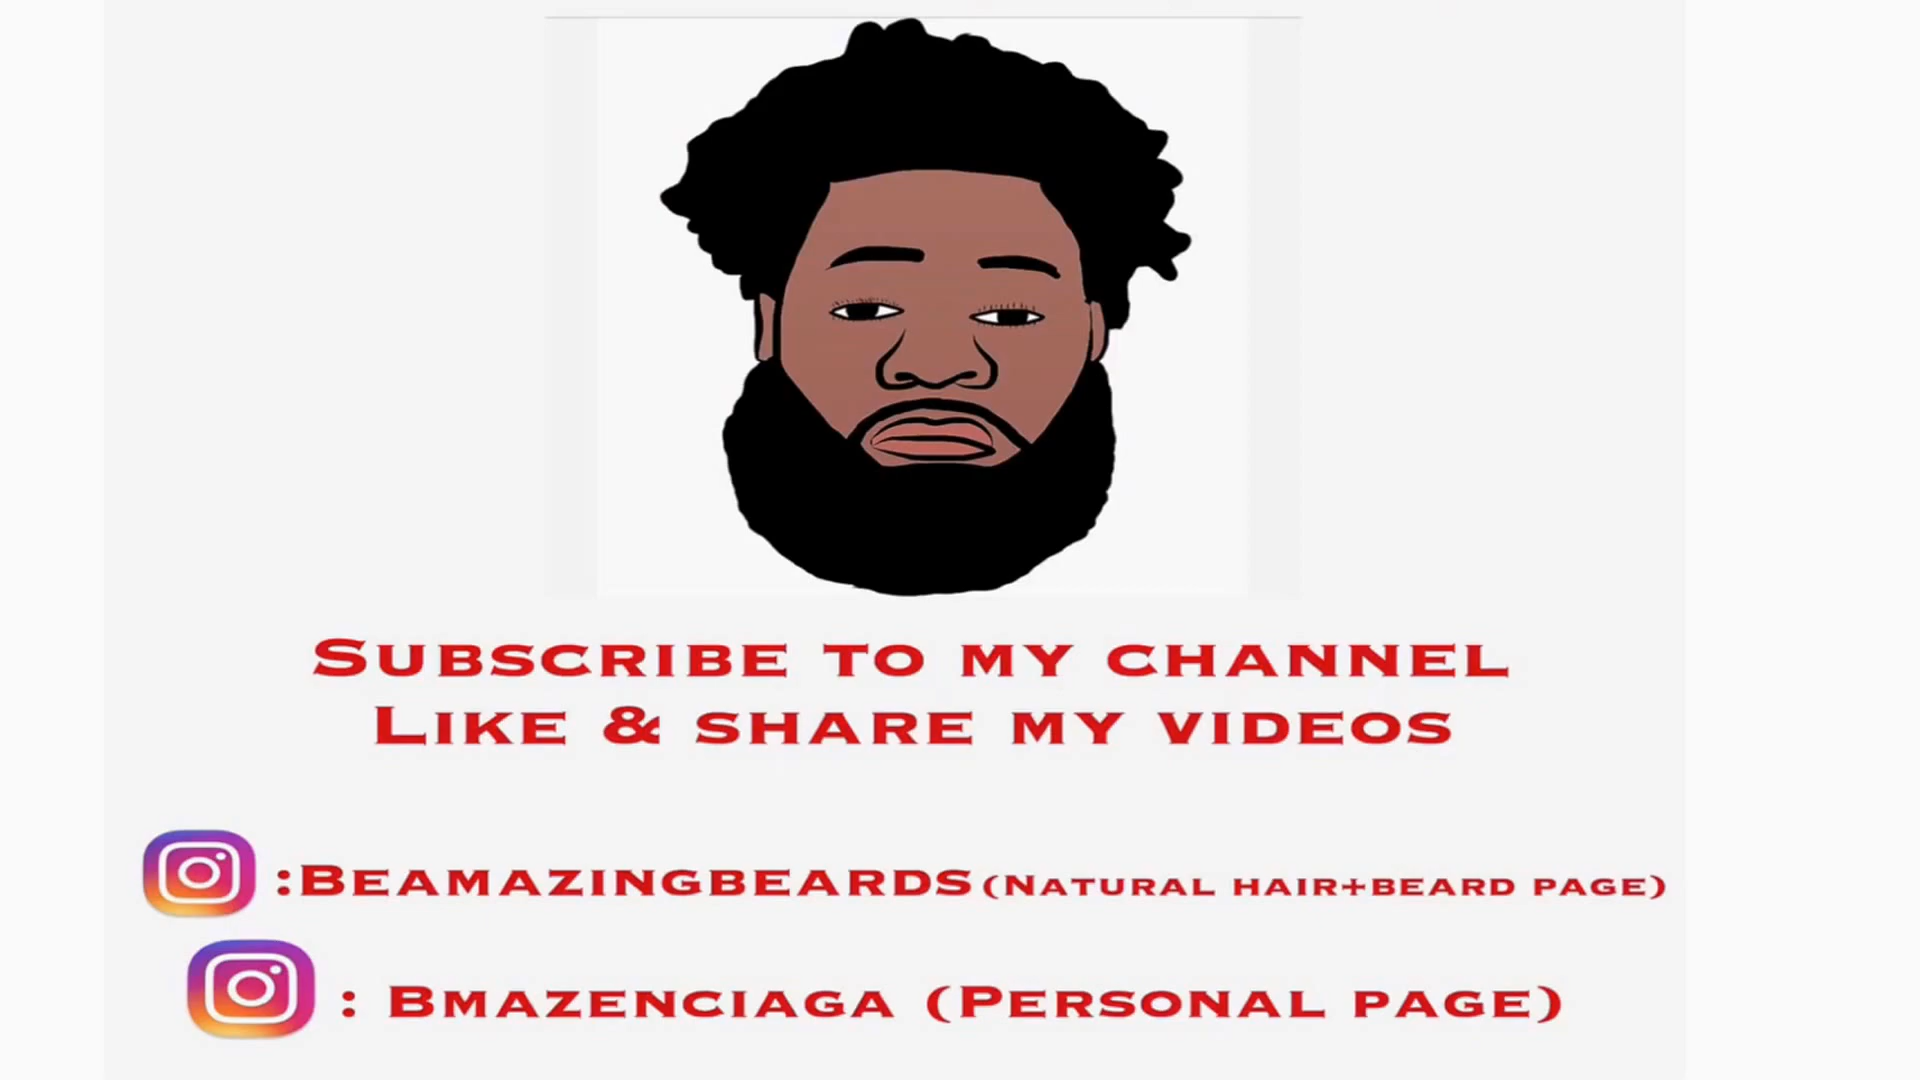 Subscribe to my channel
Like & share my videos
:Beamazingbeards(Natural hair+beard page)
: Bmazenciaga (Personal page)